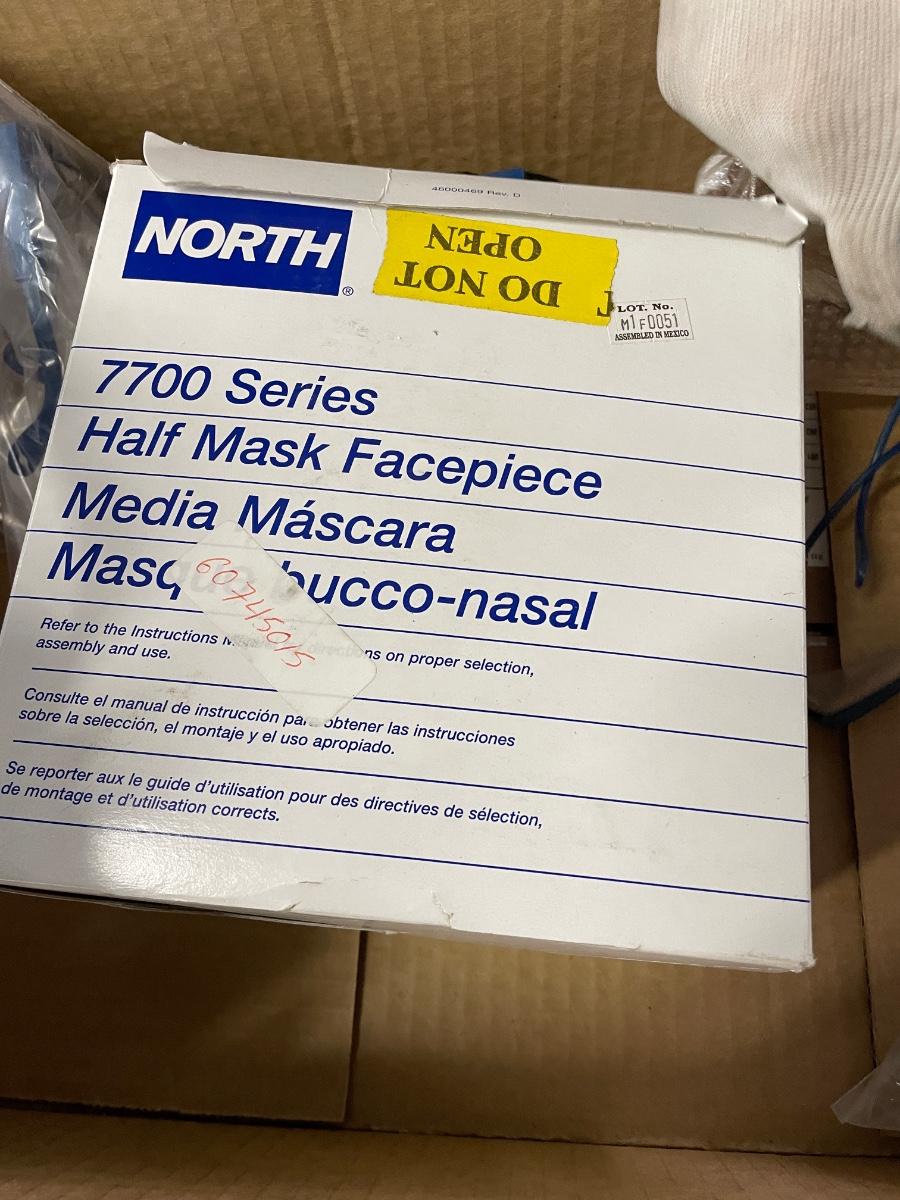 46000469 Rev. D
NORTH®
DO NOT
OPEN
LOT. No.
M1F0051
ASSEMBLED IN MEXICO
7700 Series
Half Mask Facepiece
Media Máscara
bucco-nasal
60745015
Refer to the Instructions directions on proper selection,
assembly and use.
Consulte el manual de instrucción para obtener las instrucciones
sobre la selección, el montaje y el uso apropiado.
Se reporter aux le guide d'utilisation pour des directives de sélection,
de montage et d'utilisation corrects.